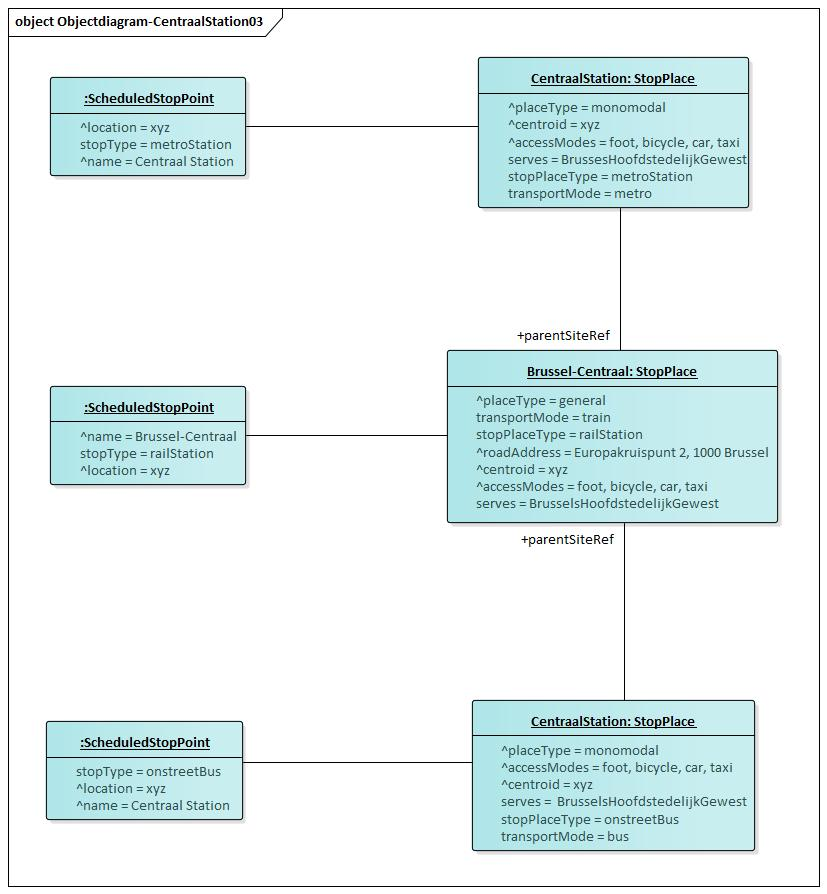 object Objectdiagram-CentraalStation03
:ScheduledStopPoint
^location = xyz
stopType = metroStation
^name = Centraal Station
CentraalStation: StopPlace
^placeType = monomodal
^centroid = xyz
^accessModes = foot, bicycle, car, taxi
serves = BrussesHoofdstedelijkGewest
stopPlaceType = metroStation
transportMode = metro
+parentSiteRef
:ScheduledStopPoint
^name = Brussel-Centraal
stopType = railStation
^location = xyz
Brussel-Centraal: StopPlace
^placeType = general
transportMode = train
stopPlaceType = railStation
^roadAddress = Europakruispunt 2, 1000 Brussel
^centroid = xyz
^accessModes = foot, bicycle, car, taxi
serves = BrusselsHoofdstedelijkGewest
+parentSiteRef
:ScheduledStopPoint
stopType = onstreetBus
^location = xyz
^name = Centraal Station
CentraalStation: StopPlace
^placeType = monomodal
^accessModes = foot, bicycle, car, taxi
^centroid = xyz
serves =  BrusselsHoofdstedelijkGewest
stopPlaceType = onstreetBus
transportMode = bus